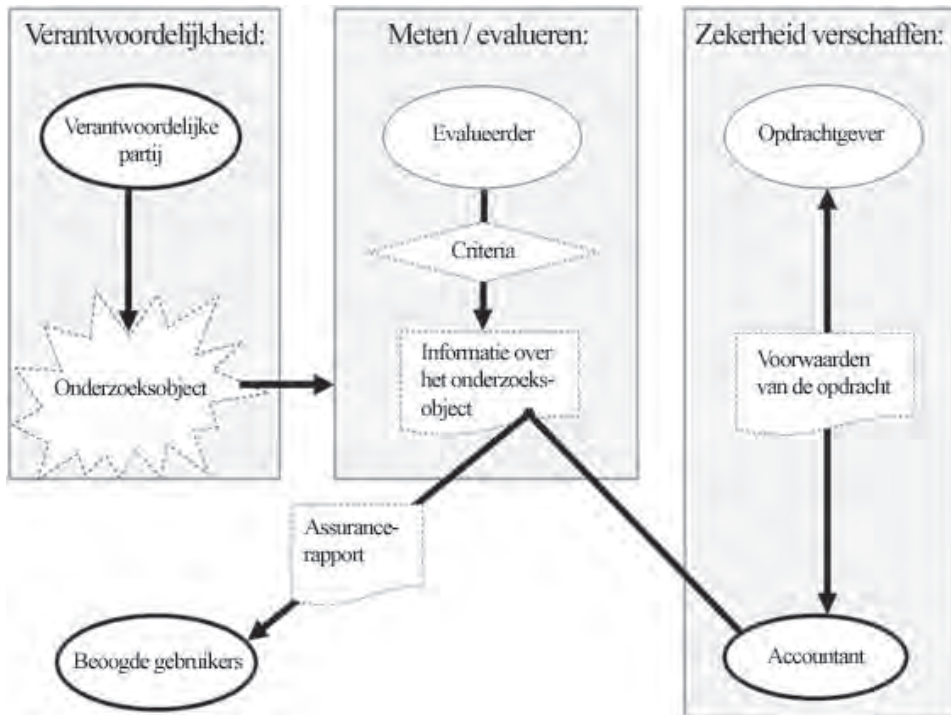 Verantwoordelijkheid:
Meten / evalueren:
Zekerheid verschaffen:
Verantwoordelijke
partij
Evalueerder
Opdrachtgever
Criteria
Onderzoeksobject
Informatie over
het onderzoeks-
object
Voorwaarden
van de opdracht
Assurance-
rapport
Beoogde gebruikers
Accountant